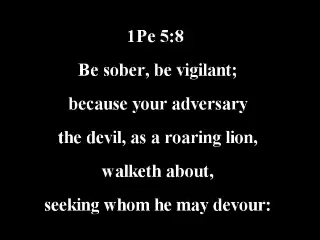 1Pe 5:8
Be sober, be vigilant;
because your adversary
the devil, as a roaring lion,
walketh about,
seeking whom he may devour: